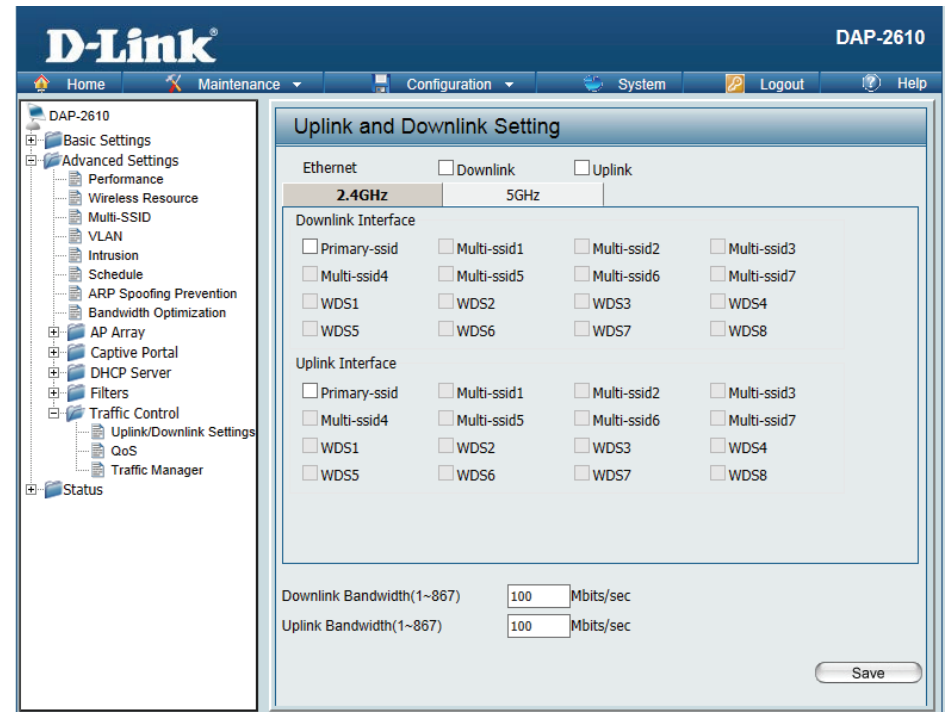 D-Link®
DAP-2610
Home Maintenance Configuration System Logout Help
DAP-2610
Basic Settings
Advanced Settings
Performance
Wireless Resource
Multi-SSID
VLAN
Intrusion
Schedule
ARP Spoofing Prevention
Bandwidth Optimization
AP Array
Captive Portal
DHCP Server
Filters
Traffic Control
Uplink/Downlink Settings
QoS
Traffic Manager
Status
Uplink and Downlink Setting
Ethernet Downlink Uplink
2.4GHz 5GHz
Downlink Interface
Primary-ssid Multi-ssid1 Multi-ssid2 Multi-ssid3
Multi-ssid4 Multi-ssid5 Multi-ssid6 Multi-ssid7
WDS1 WDS2 WDS3 WDS4
WDS5 WDS6 WDS7 WDS8
Uplink Interface
Primary-ssid Multi-ssid1 Multi-ssid2 Multi-ssid3
Multi-ssid4 Multi-ssid5 Multi-ssid6 Multi-ssid7
WDS1 WDS2 WDS3 WDS4
WDS5 WDS6 WDS7 WDS8
Downlink Bandwidth(1~867) 100 Mbits/sec
Uplink Bandwidth(1~867) 100 Mbits/sec
Save